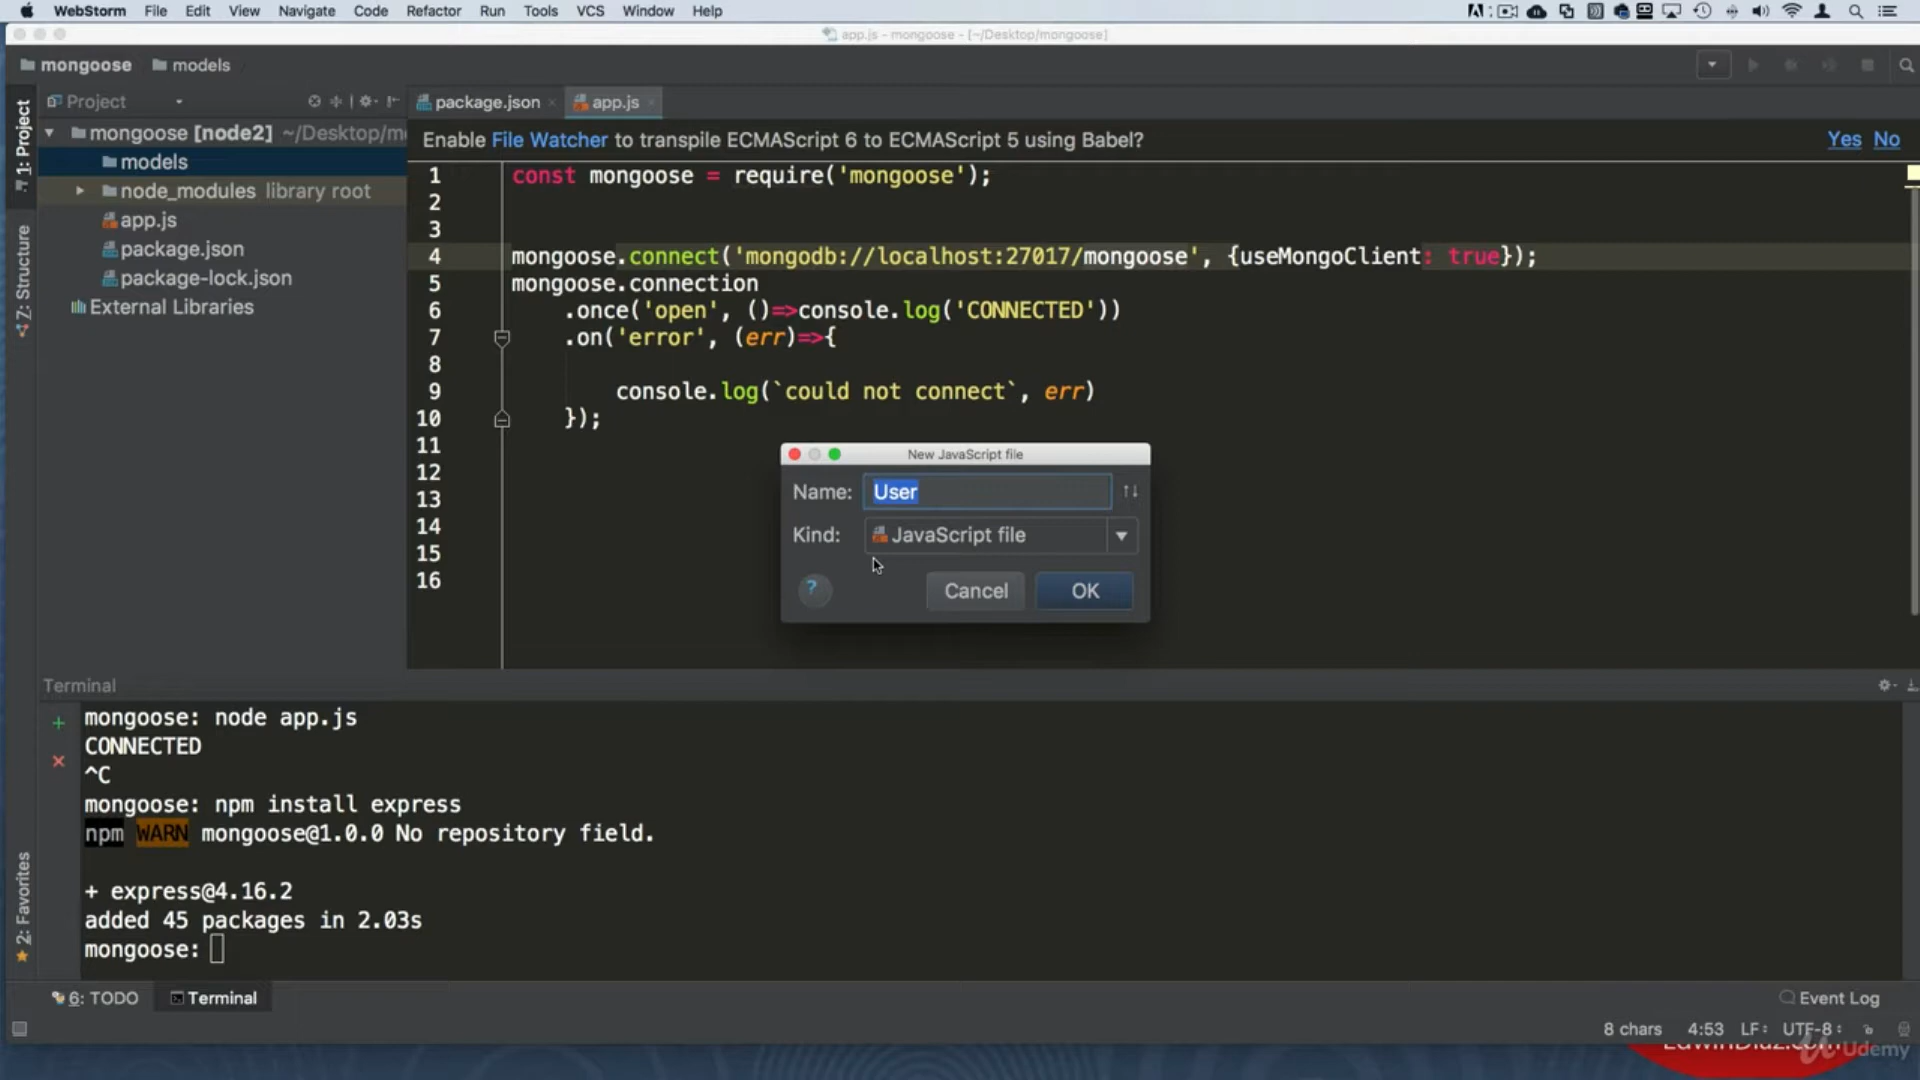 WebStorm File Edit View Navigate Code Refactor Run Tools VCS Window Help
app.js - mongoose - [~/Desktop/mongoose]
mongoose models
Project
package.json
app.js
1: Project
Z: Structure
2: Favorites
mongoose [node2] ~/Desktop/m
models
node_modules library root
app.js
package.json
package-lock.json
External Libraries
Enable File Watcher to transpile ECMAScript 6 to ECMAScript 5 using Babel? Yes No
1 const mongoose = require('mongoose');
2
3
4 mongoose.connect('mongodb://localhost:27017/mongoose', {useMongoClient: true});
5 mongoose.connection
6 .once('open', ()=>console.log('CONNECTED'))
7 .on('error', (err)=>{
8
9 console.log(`could not connect`, err)
10 });
11
12
13
14
15
16
New JavaScript file
Name: User
Kind: JavaScript file
? Cancel OK
Terminal
mongoose: node app.js
CONNECTED
^C
mongoose: npm install express
npm WARN mongoose@1.0.0 No repository field.
+ express@4.16.2
added 45 packages in 2.03s
mongoose:
6: TODO Terminal Event Log
8 chars 4:53 LF: UTF-8:
EdwinDiaz.com
Udemy